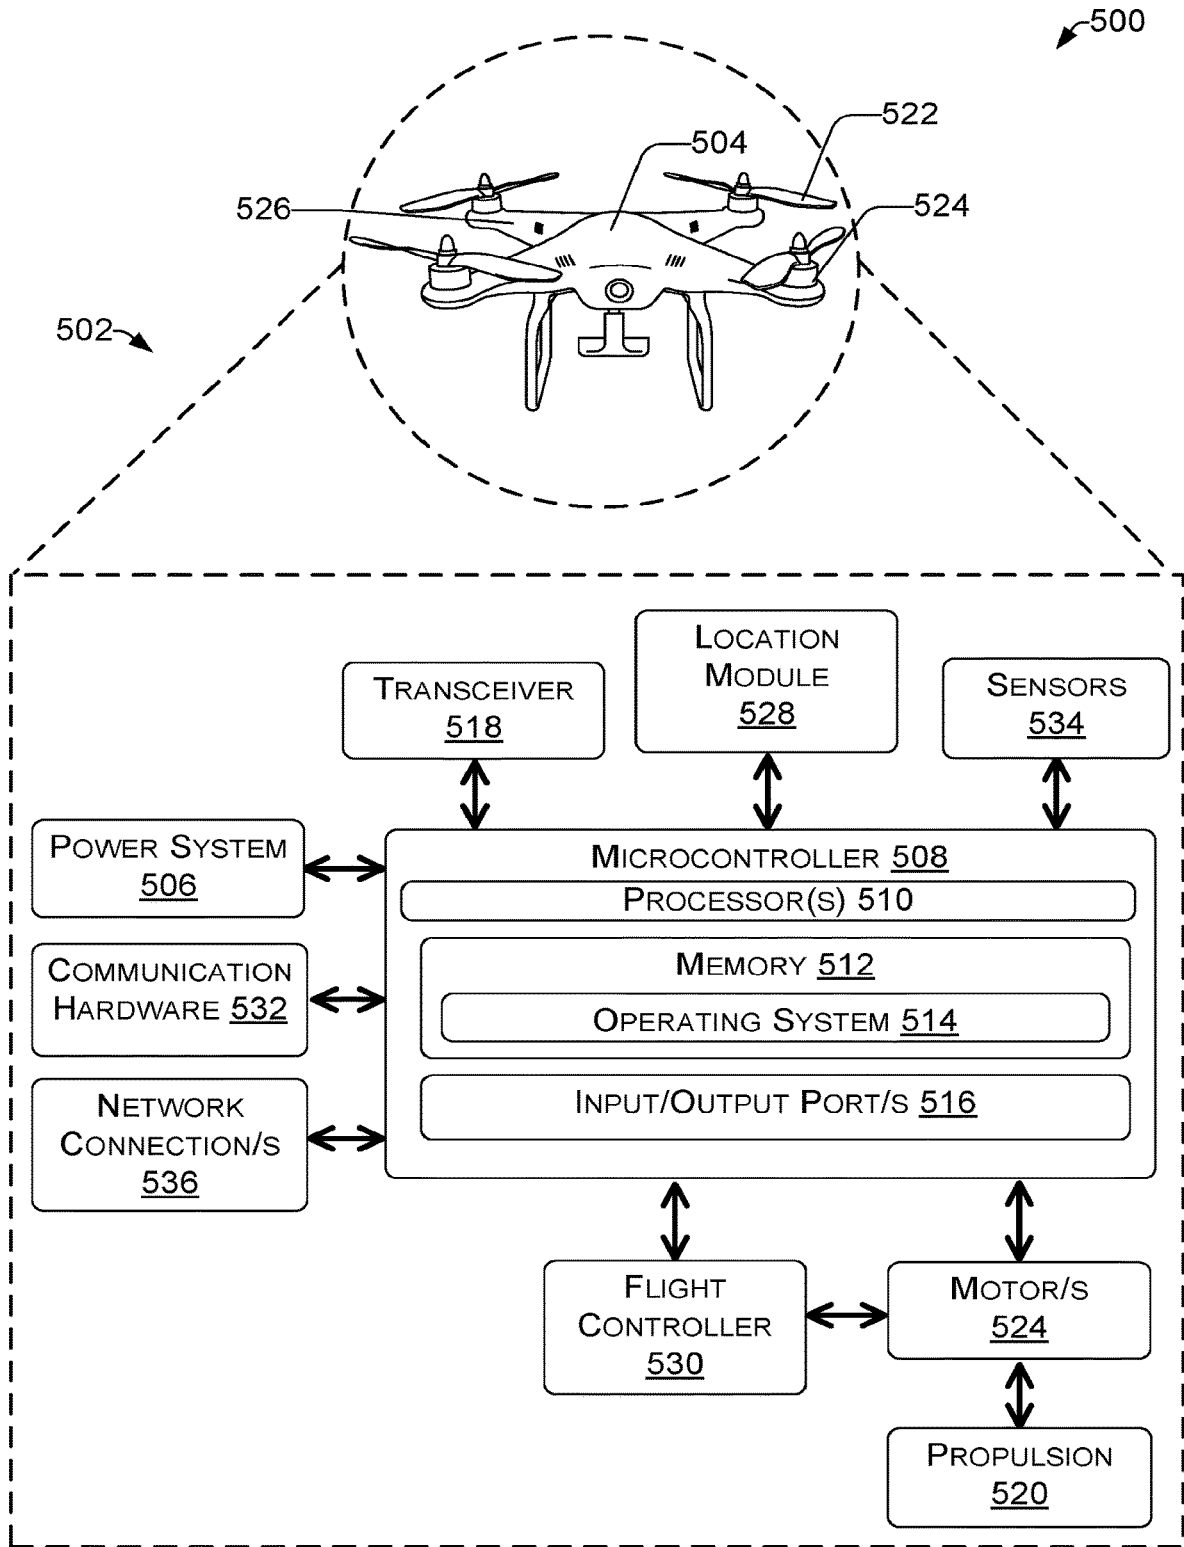 500
522
504
526
524
502
LOCATION
MODULE
528
TRANSCEIVER
518
SENSORS
534
POWER SYSTEM
506
MICROCONTROLLER 508
PROCESSOR(S) 510
COMMUNICATION
HARDWARE 532
MEMORY 512
OPERATING SYSTEM 514
NETWORK
CONNECTION/S
536
INPUT/OUTPUT PORT/S 516
FLIGHT
CONTROLLER
530
MOTOR/S
524
PROPULSION
520